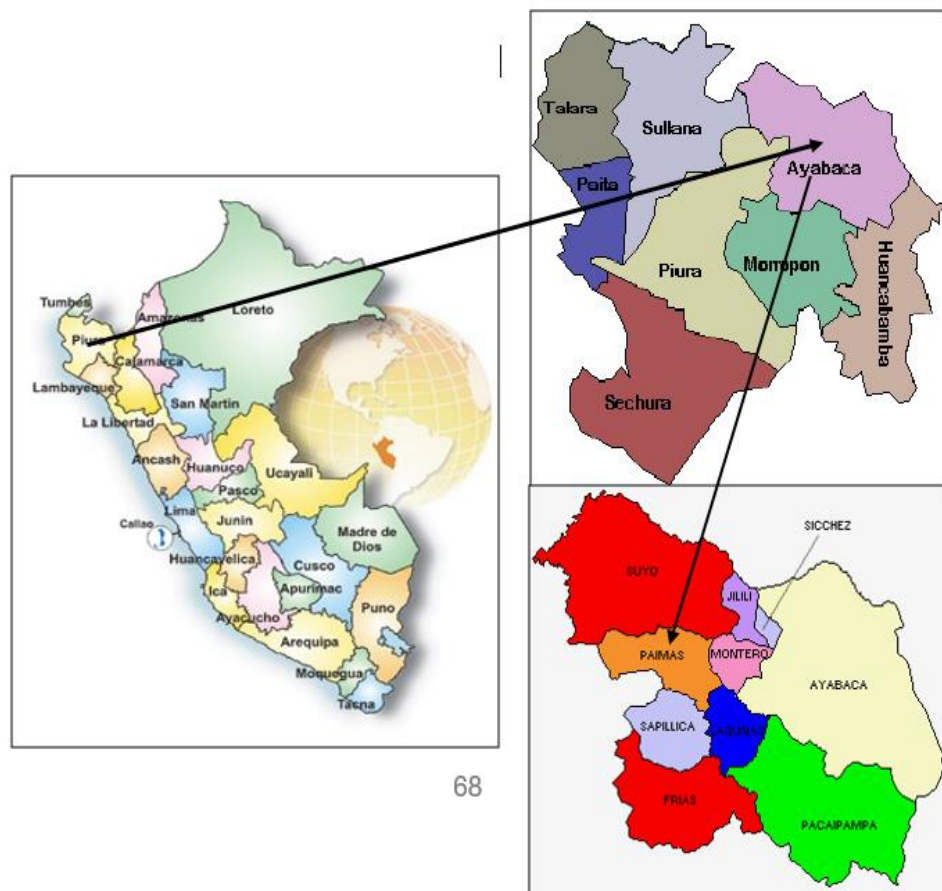 Talara
Sullana
Ayabaca
Paita
Piura
Morropon
Huancabamba
Sechura
Tumbes
Piura
Amazonas
Loreto
Cajamarca
Lambayeque
San Martin
La Libertad
Ancash
Huanuco
Ucayali
Pasco
Lima
Callao
Junin
Madre de
Dios
Huancavelica
Cusco
Ica
Apurimac
Ayacucho
Puno
Arequipa
Moquegua
Tacna
68
SICCHEZ
SUYO
JILILI
PAIMAS
MONTERO
AYABACA
SAPILLICA
LAGUNAS
FRIAS
PACAIPAMPA